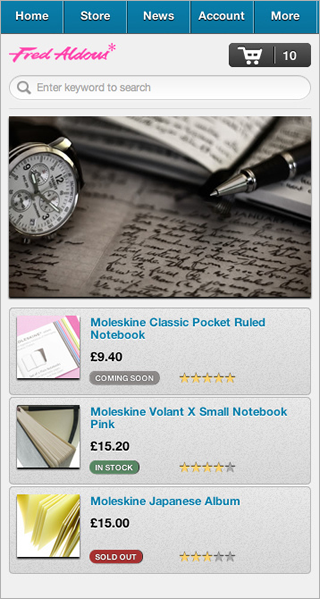 Home Store News Account More
Fred Aldous* 10
Enter keyword to search
Moleskine Classic Pocket Ruled
Notebook
£9.40
COMING SOON
Moleskine Volant X Small Notebook
Pink
£15.20
IN STOCK
Moleskine Japanese Album
£15.00
SOLD OUT